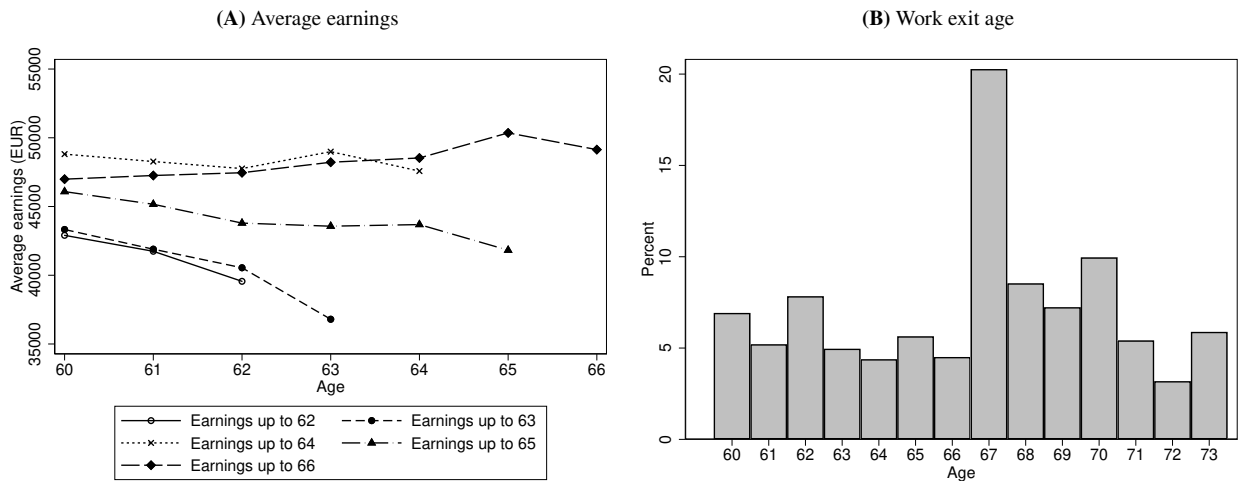 (A) Average earnings
Average earnings (EUR)
55000
50000
45000
40000
35000
60 61 62 63 64 65 66
Age
Earnings up to 62 Earnings up to 63
Earnings up to 64 Earnings up to 65
Earnings up to 66
(B) Work exit age
Percent
20
15
10
5
0
60 61 62 63 64 65 66 67 68 69 70 71 72 73
Age